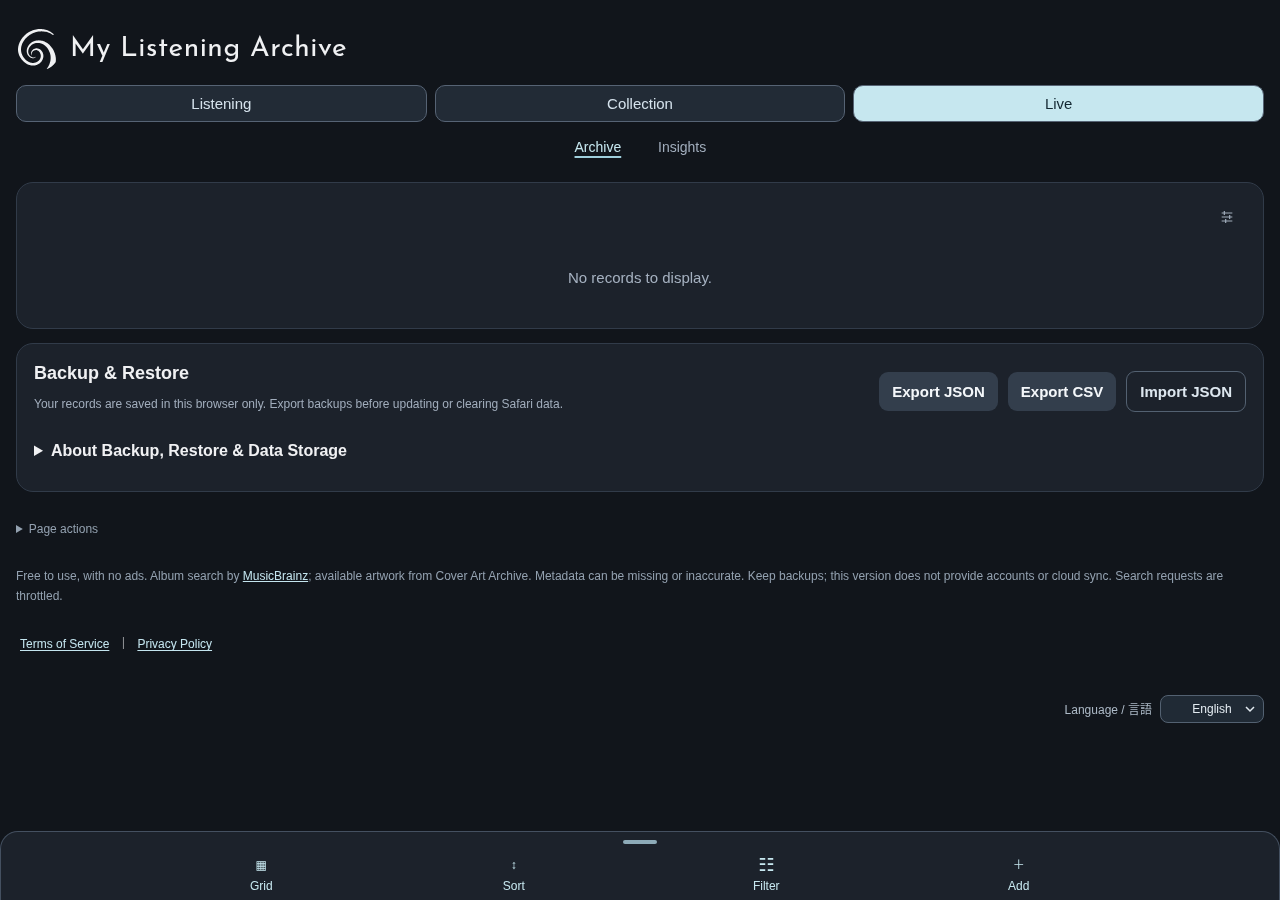 My Listening Archive
Listening
Collection
Live
Archive
Insights
No records to display.
Backup & Restore
Your records are saved in this browser only. Export backups before updating or clearing Safari data.
Export JSON
Export CSV
Import JSON
About Backup, Restore & Data Storage
Page actions
Free to use, with no ads. Album search by MusicBrainz; available artwork from Cover Art Archive. Metadata can be missing or inaccurate. Keep backups; this version does not provide accounts or cloud sync. Search requests are
throttled.
Terms of Service | Privacy Policy
Language / 言語
English
Grid
Sort
Filter
Add